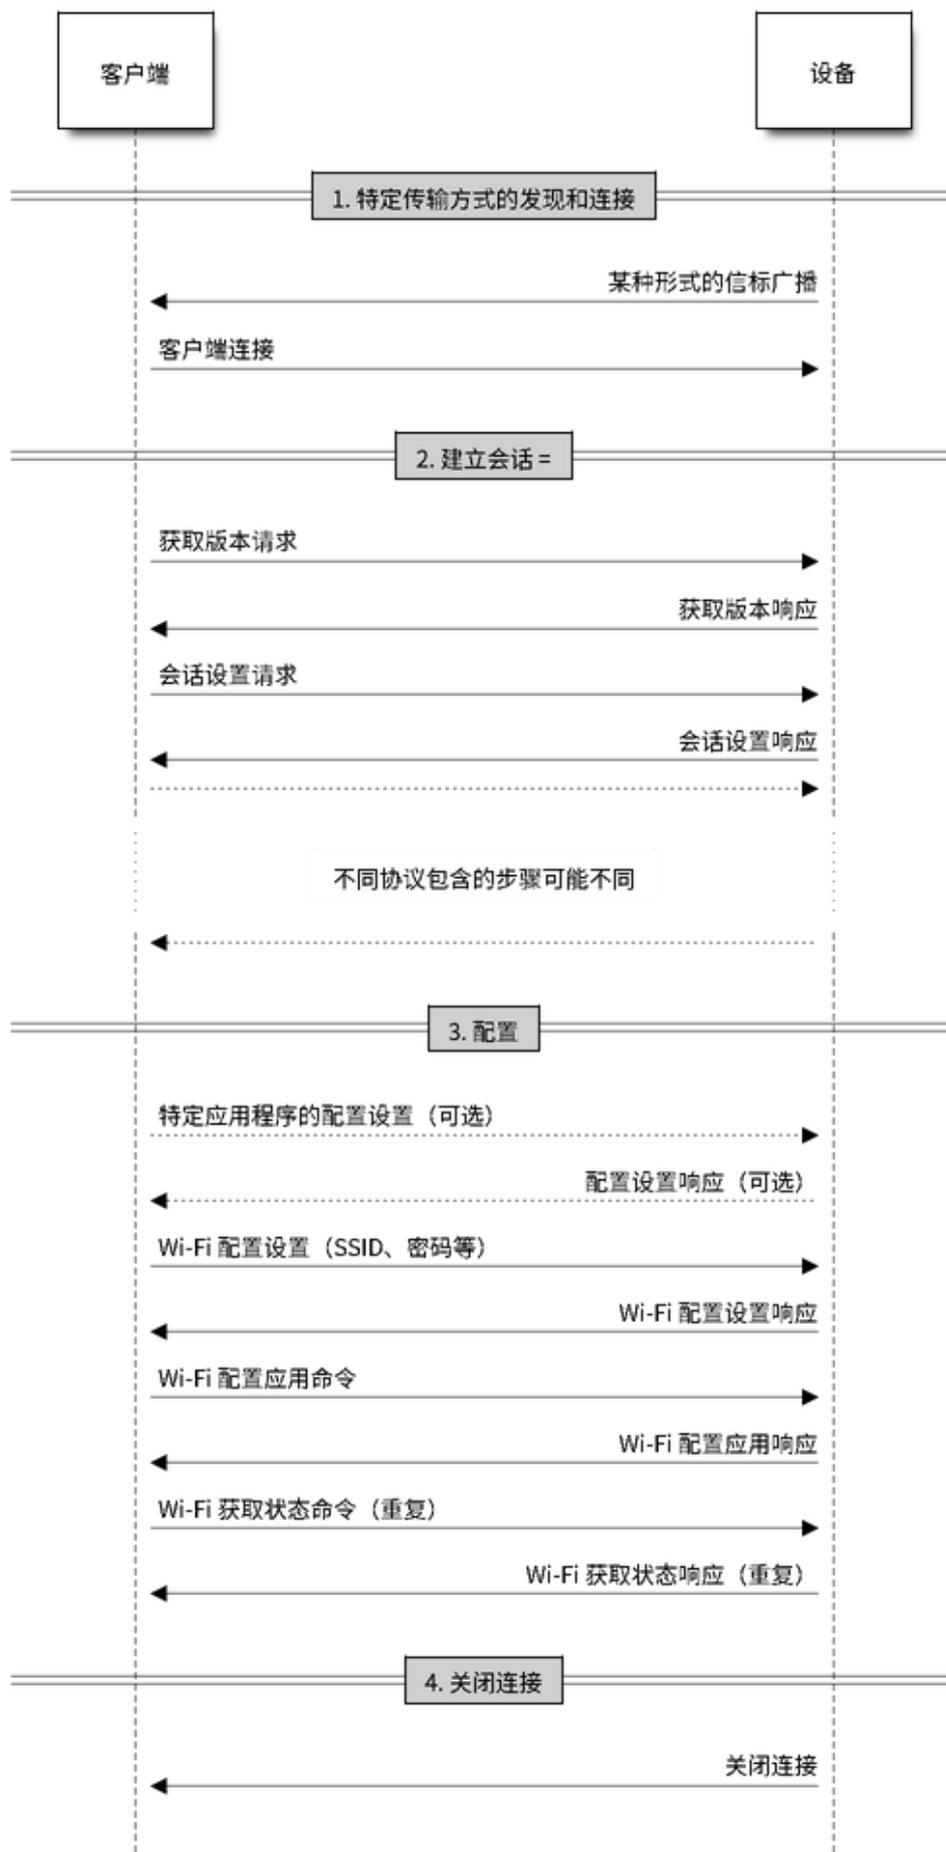 客户端
设备
1. 特定传输方式的发现和连接
某种形式的信标广播
客户端连接
2. 建立会话 =
获取版本请求
获取版本响应
会话设置请求
会话设置响应
不同协议包含的步骤可能不同
3. 配置
特定应用程序的配置设置（可选）
配置设置响应（可选）
Wi-Fi 配置设置（SSID、密码等）
Wi-Fi 配置设置响应
Wi-Fi 配置应用命令
Wi-Fi 配置应用响应
Wi-Fi 获取状态命令（重复）
Wi-Fi 获取状态响应（重复）
4. 关闭连接
关闭连接